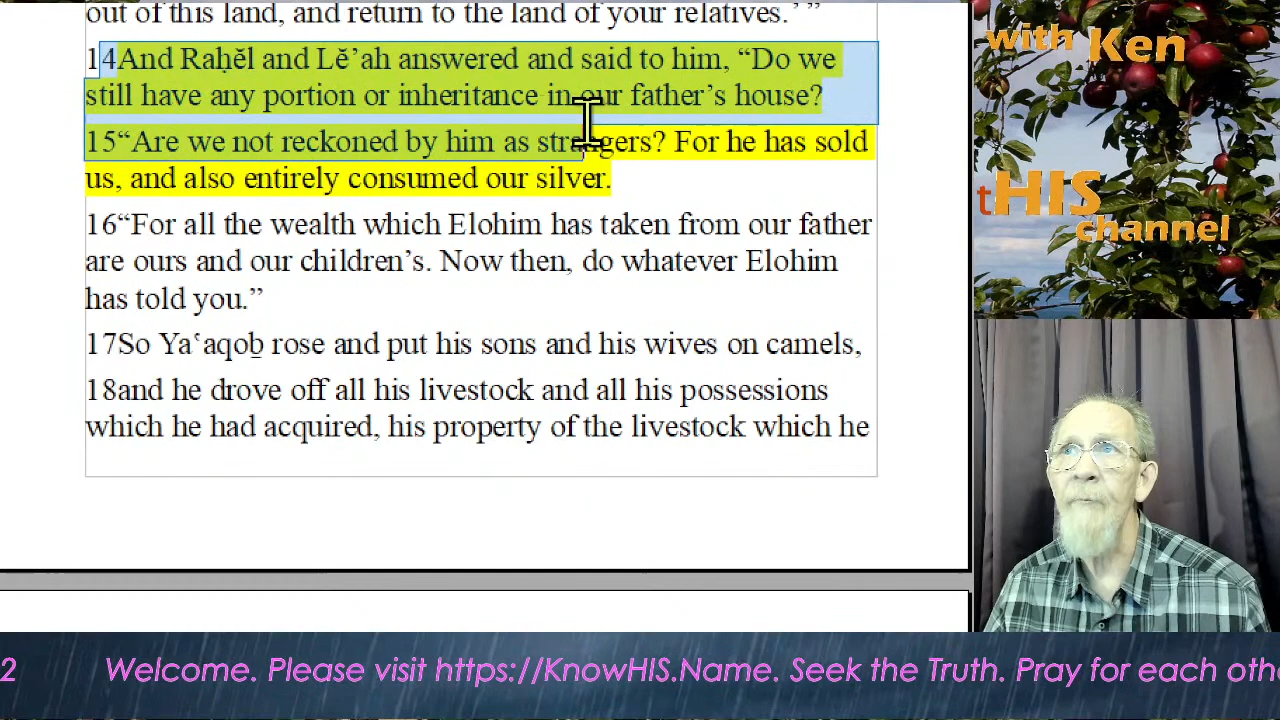 out of this land, and return to the land of your relatives.’ ”
14And Raḥĕl and Lĕ’ah answered and said to him, “Do we
still have any portion or inheritance in our father’s house?
15“Are we not reckoned by him as strangers? For he has sold
us, and also entirely consumed our silver.
16“For all the wealth which Elohim has taken from our father
are ours and our children’s. Now then, do whatever Elohim
has told you.”
17So Yaʽaqoḇ rose and put his sons and his wives on camels,
18and he drove off all his livestock and all his possessions
which he had acquired, his property of the livestock which he
with Ken
tHIS
channel
2 Welcome. Please visit https://KnowHIS.Name. Seek the Truth. Pray for each othe